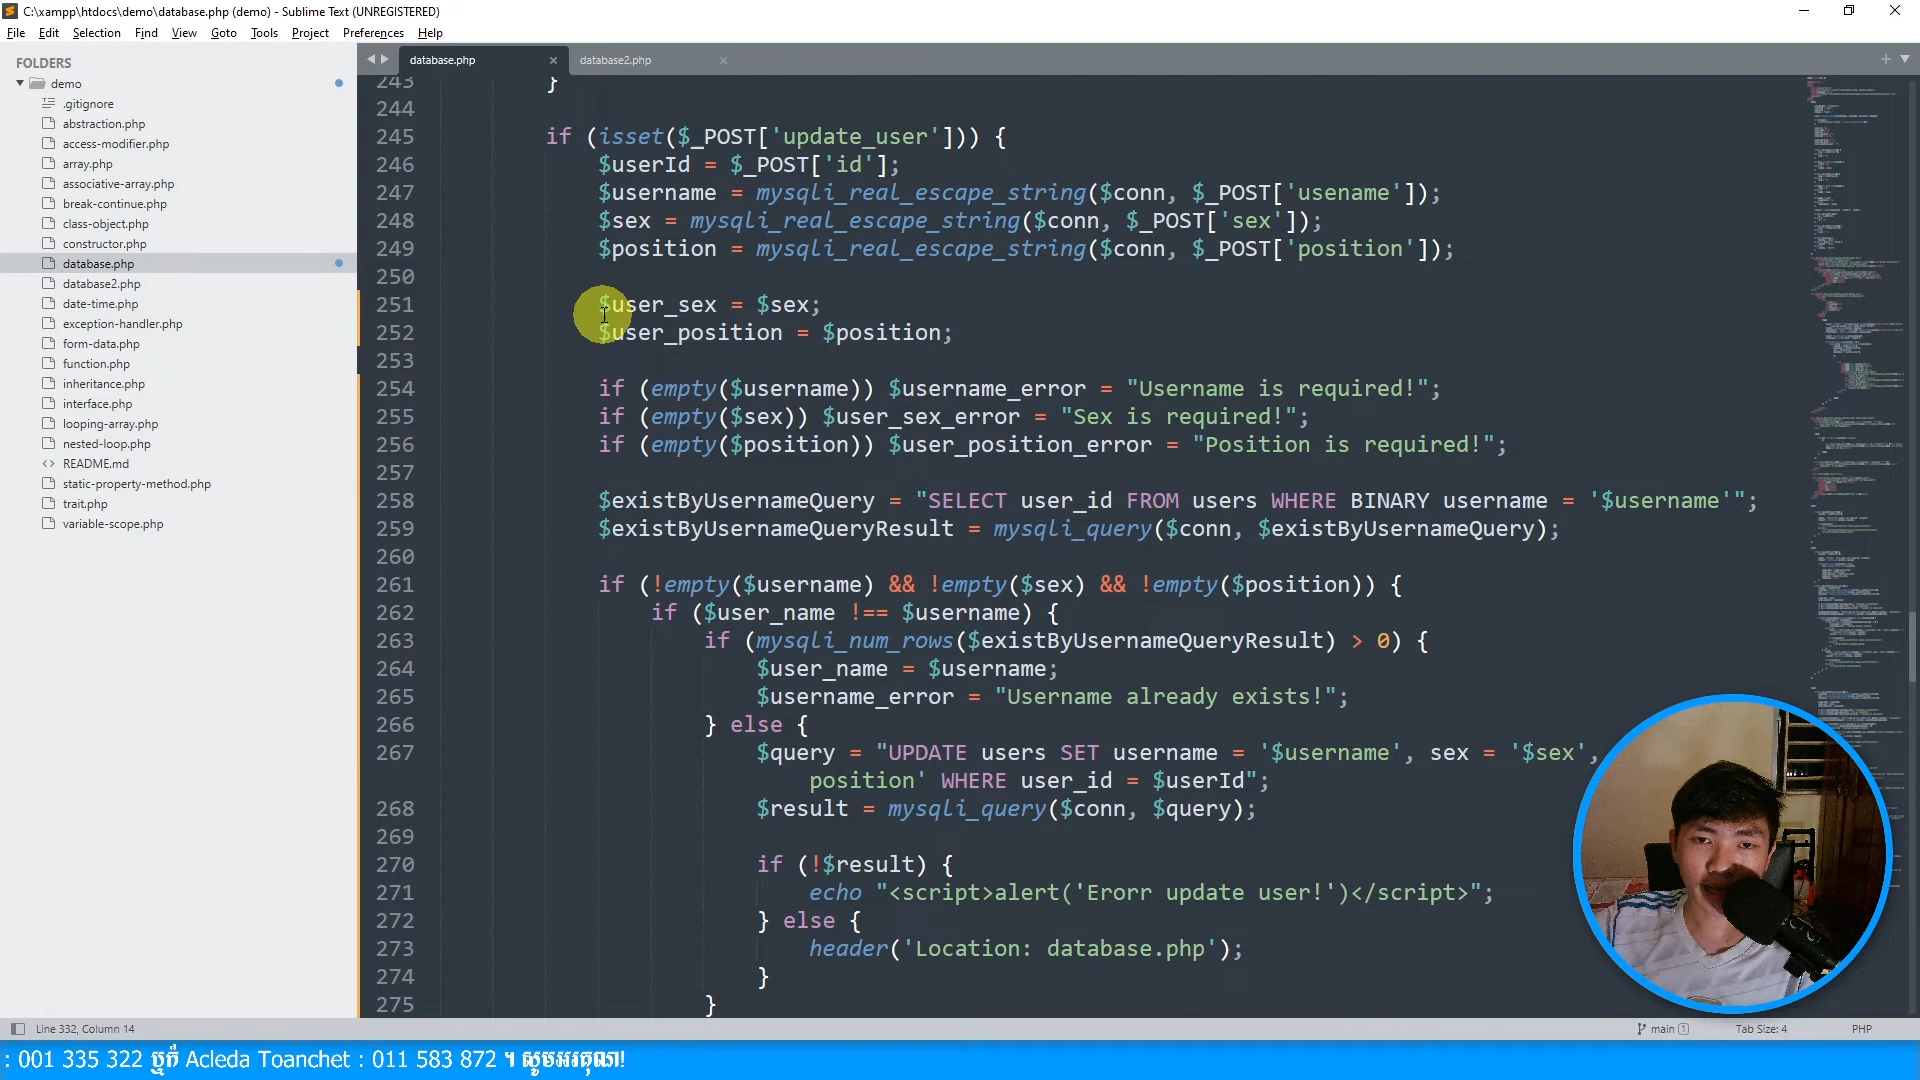 C:\xampp\htdocs\demo\database.php (demo) - Sublime Text (UNREGISTERED)
File Edit Selection Find View Goto Tools Project Preferences Help
FOLDERS
demo
.gitignore
abstraction.php
access-modifier.php
array.php
associative-array.php
break-continue.php
class-object.php
constructor.php
database.php
database2.php
date-time.php
exception-handler.php
form-data.php
function.php
inheritance.php
interface.php
looping-array.php
nested-loop.php
README.md
static-property-method.php
trait.php
variable-scope.php
database.php database2.php
243 }
244
245 if (isset($_POST['update_user'])) {
246 $userId = $_POST['id'];
247 $username = mysqli_real_escape_string($conn, $_POST['usename']);
248 $sex = mysqli_real_escape_string($conn, $_POST['sex']);
249 $position = mysqli_real_escape_string($conn, $_POST['position']);
250
251 $user_sex = $sex;
252 $user_position = $position;
253
254 if (empty($username)) $username_error = "Username is required!";
255 if (empty($sex)) $user_sex_error = "Sex is required!";
256 if (empty($position)) $user_position_error = "Position is required!";
257
258 $existByUsernameQuery = "SELECT user_id FROM users WHERE BINARY username = '$username'";
259 $existByUsernameQueryResult = mysqli_query($conn, $existByUsernameQuery);
260
261 if (!empty($username) && !empty($sex) && !empty($position)) {
262 if ($user_name !== $username) {
263 if (mysqli_num_rows($existByUsernameQueryResult) > 0) {
264 $user_name = $username;
265 $username_error = "Username already exists!";
266 } else {
267 $query = "UPDATE users SET username = '$username', sex = '$sex',
position' WHERE user_id = $userId";
268 $result = mysqli_query($conn, $query);
269
270 if (!$result) {
271 echo "<script>alert('Erorr update user!')</script>";
272 } else {
273 header('Location: database.php');
274 }
275 }
Line 332, Column 14
main 1 Tab Size: 4 PHP
: 001 335 322 ឬក៏ Acleda Toanchet : 011 583 872 ។ សូមអរគុណ!